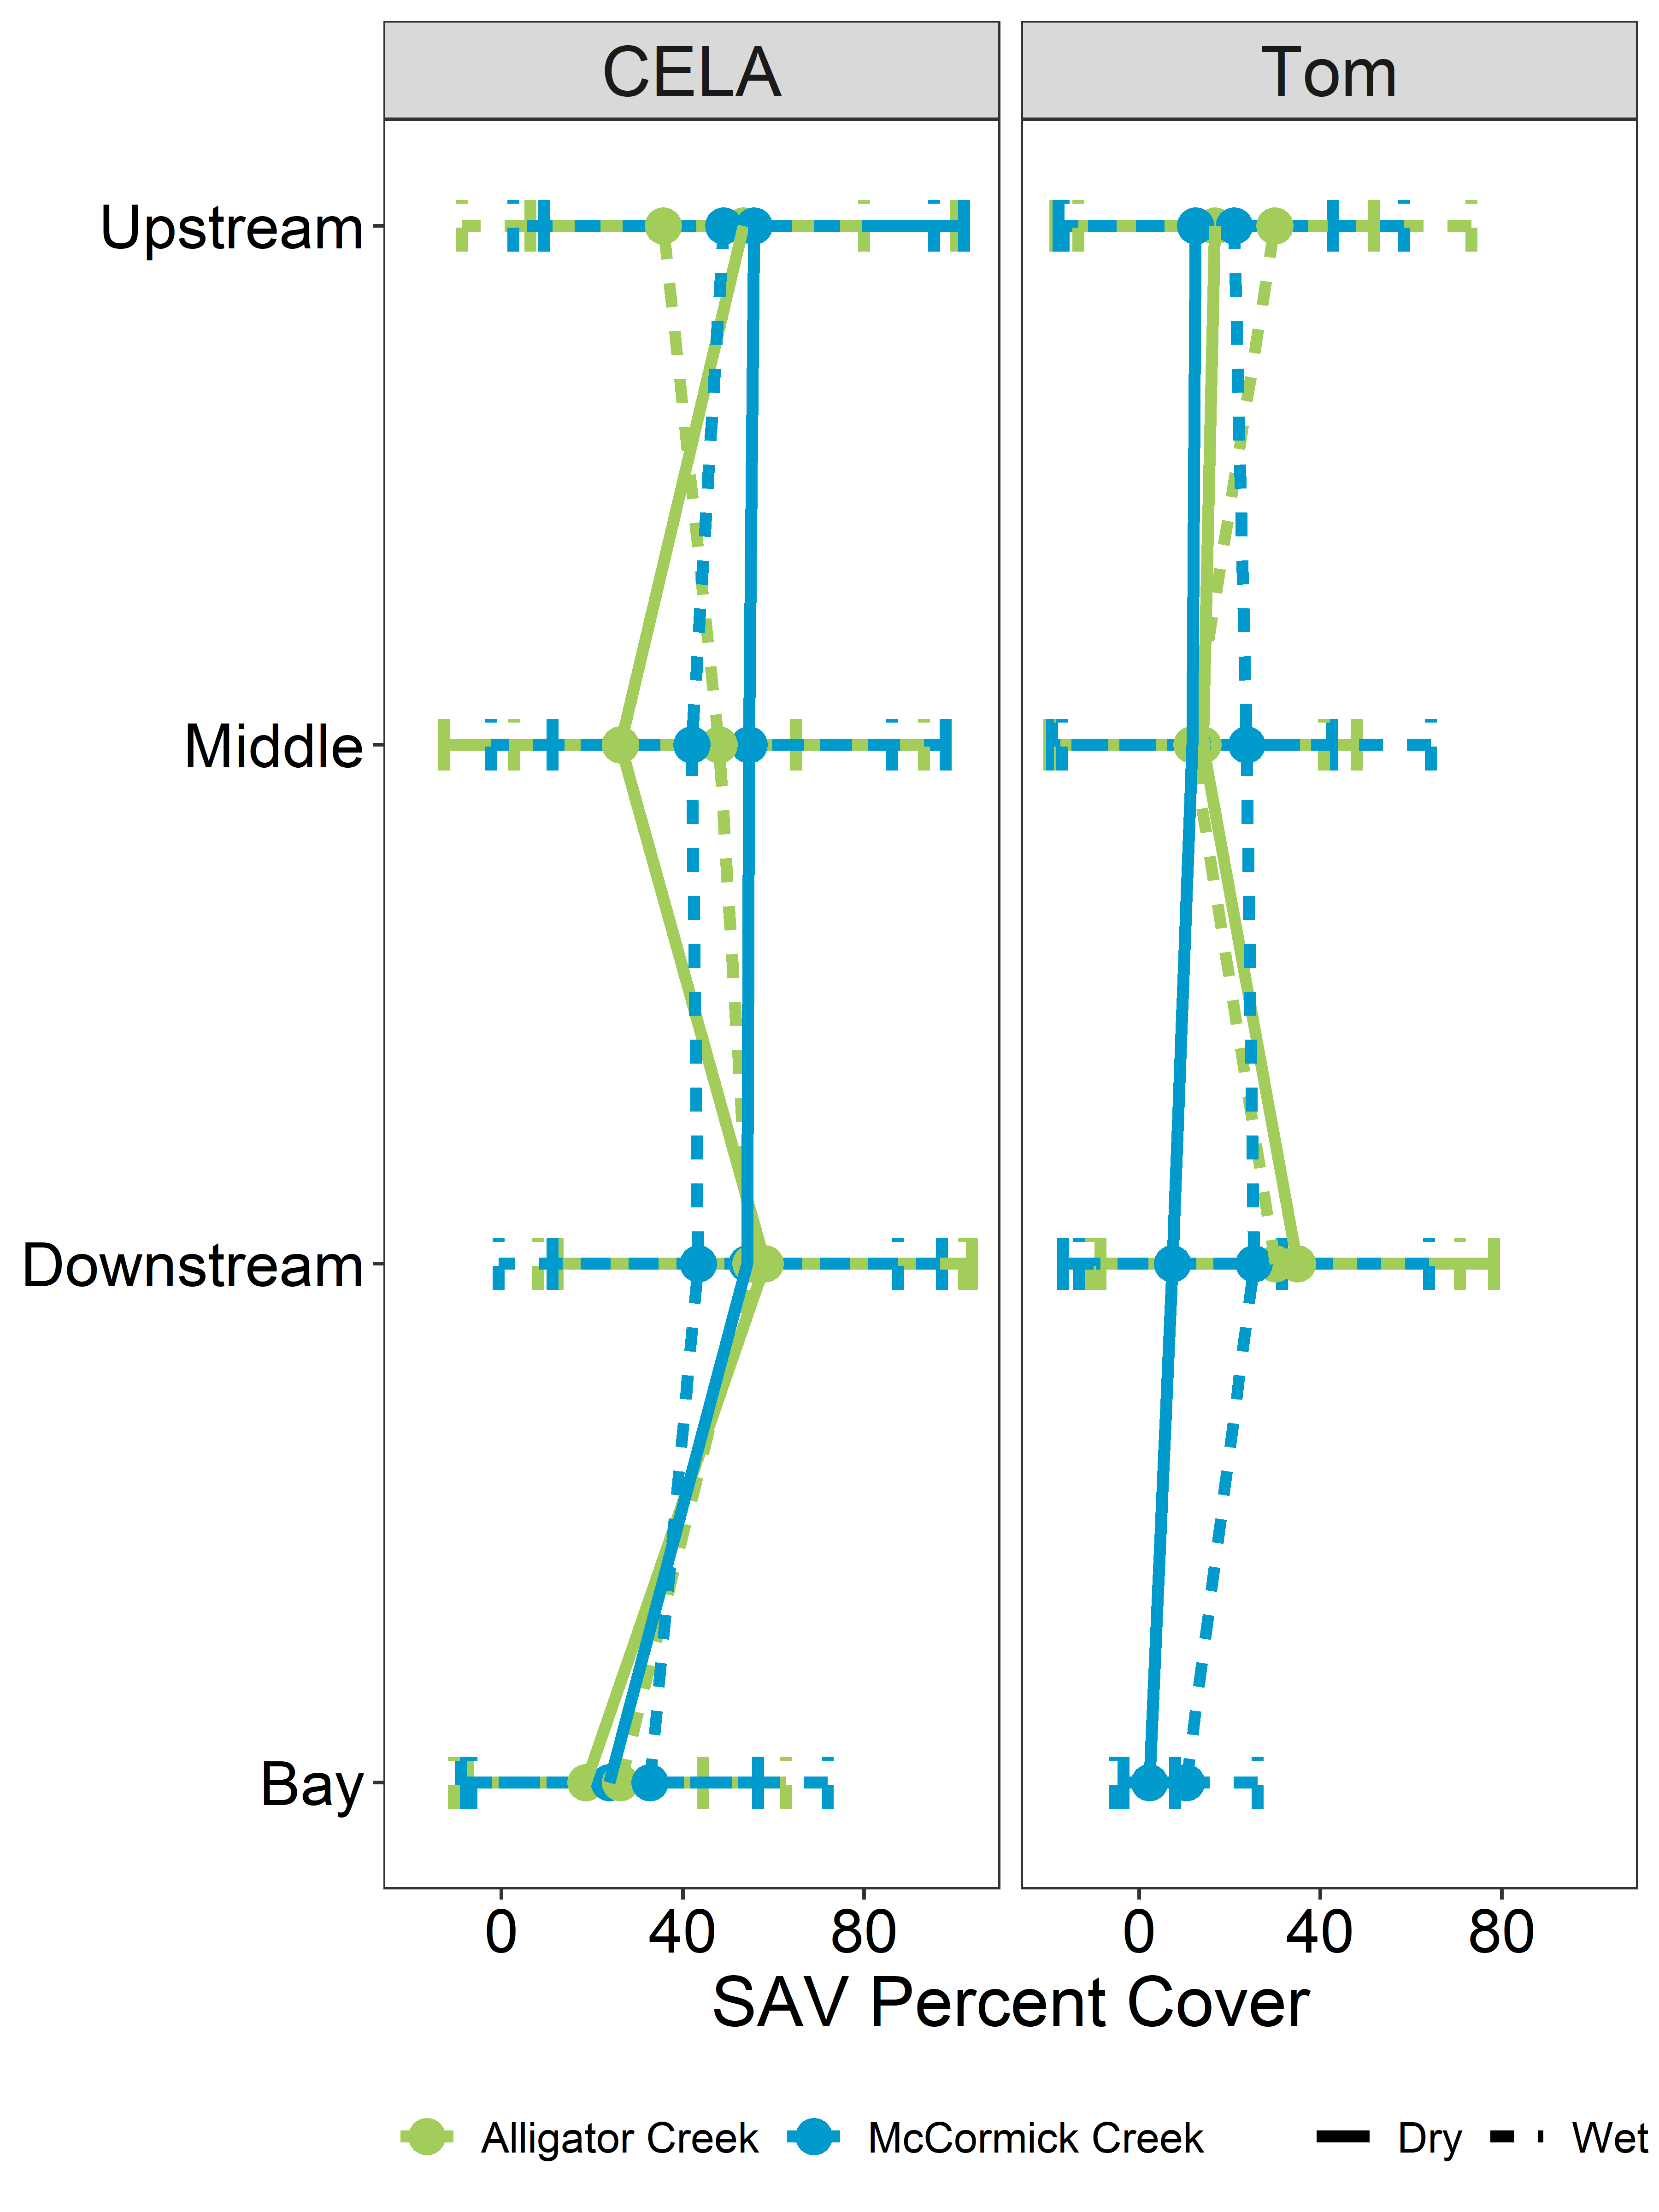 CELA Tom
Upstream
Middle
Downstream
Bay
0 40 80 0 40 80
SAV Percent Cover
Alligator Creek McCormick Creek Dry Wet